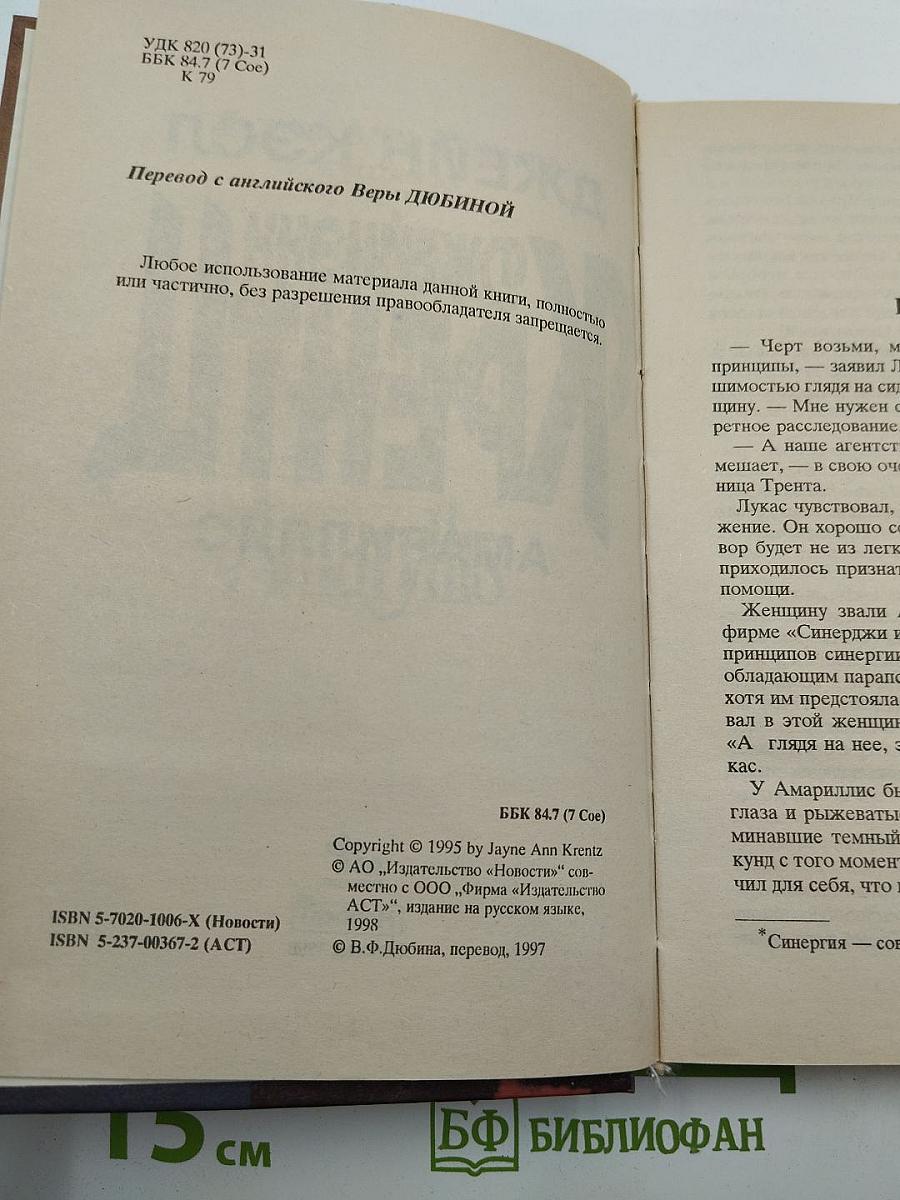 УДК 820 (73)-31
ББК 84.7 (7 Сое)
К 79
Перевод с английского Веры ДЮБИНОЙ
Любое использование материала данной книги, полностью
или частично, без разрешения правообладателя запрещается.
ББК 84.7 (7 Сое)
Copyright © 1995 by Jayne Ann Krentz
© АО „Издательство «Новости»“ сов-
местно с ООО „Фирма «Издательство
АСТ»“, издание на русском языке,
1998
© В.Ф.Дюбина, перевод, 1997
ISBN 5-7020-1006-X (Новости)
ISBN 5-237-00367-2 (АСТ)
— Черт возьми, м
принципы, — заявил Л
шимостью глядя на сид
щину. — Мне нужен с
ретное расследование
— А наше агентст
мешает, — в свою оче
ница Трента.
Лукас чувствовал,
жение. Он хорошо со
вор будет не из легк
приходилось признат
помощи.
Женщину звали А
фирме «Синерджи и
принципов синергии
обладающим парапс
хотя им предстояла
вал в этой женщин
«А глядя на нее, э
кас.
У Амариллис бы
глаза и рыжеваты
минавшие темный
кунд с того момент
чил для себя, что
*Синергия — сов
15 см
БФ БИБЛИОФАН